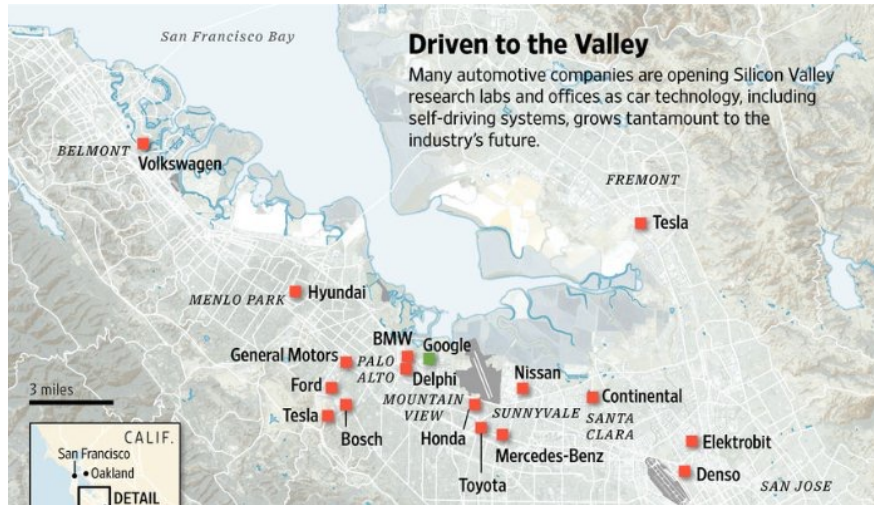 San Francisco Bay
Driven to the Valley
Many automotive companies are opening Silicon Valley
research labs and offices as car technology, including
self-driving systems, grows tantamount to the
industry's future.
BELMONT
Volkswagen
FREMONT
Tesla
MENLO PARK
Hyundai
BMW
Google
General Motors
PALO
ALTO
Delphi
Nissan
3 miles
Ford
MOUNTAIN
VIEW
SUNNYVALE
Continental
SANTA
CLARA
Tesla
Bosch
Honda
Mercedes-Benz
Toyota
Elektrobit
Denso
SAN JOSE
CALIF.
San Francisco
Oakland
DETAIL